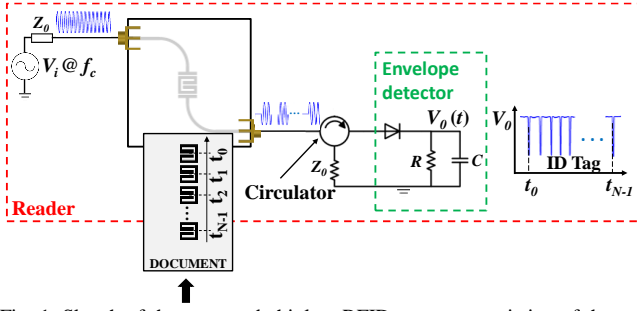 Z0
Vi @ fc
Envelope
detector
V0 (t)
R
C
Z0
Circulator
V0
ID Tag
t0
tN-1
t0
t1
t2
tN-1
Reader
DOCUMENT